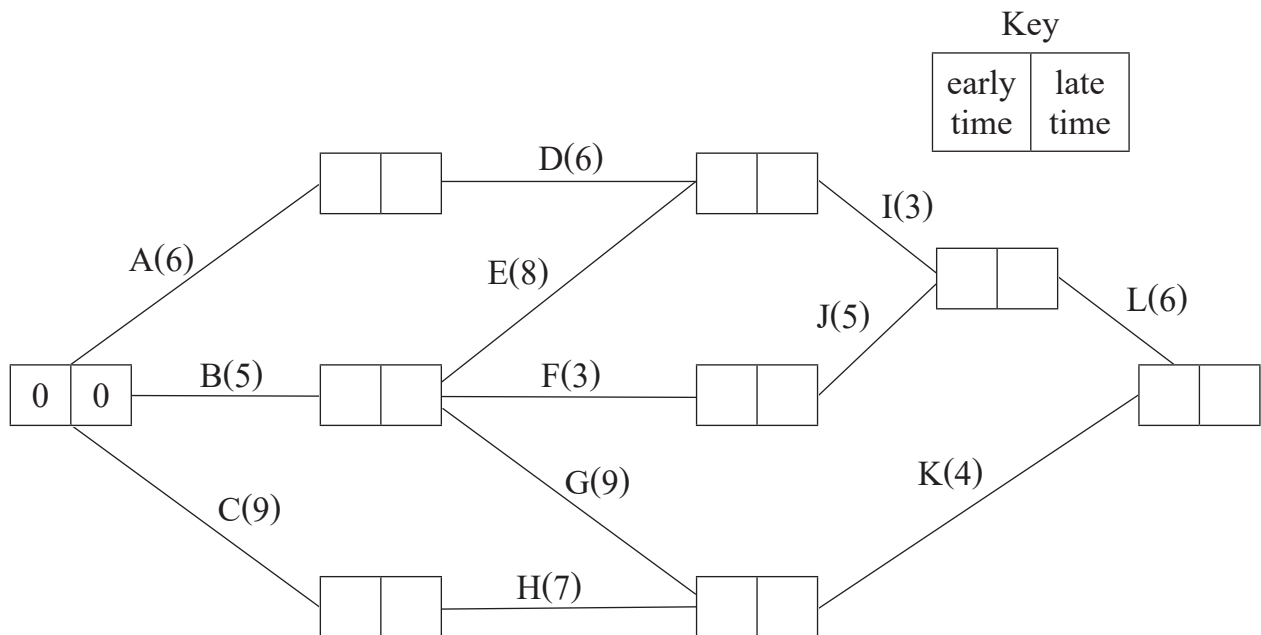 Key
early late
time time
D(6)
I(3)
A(6)
E(8)
L(6)
J(5)
0 0
B(5)
F(3)
K(4)
G(9)
C(9)
H(7)